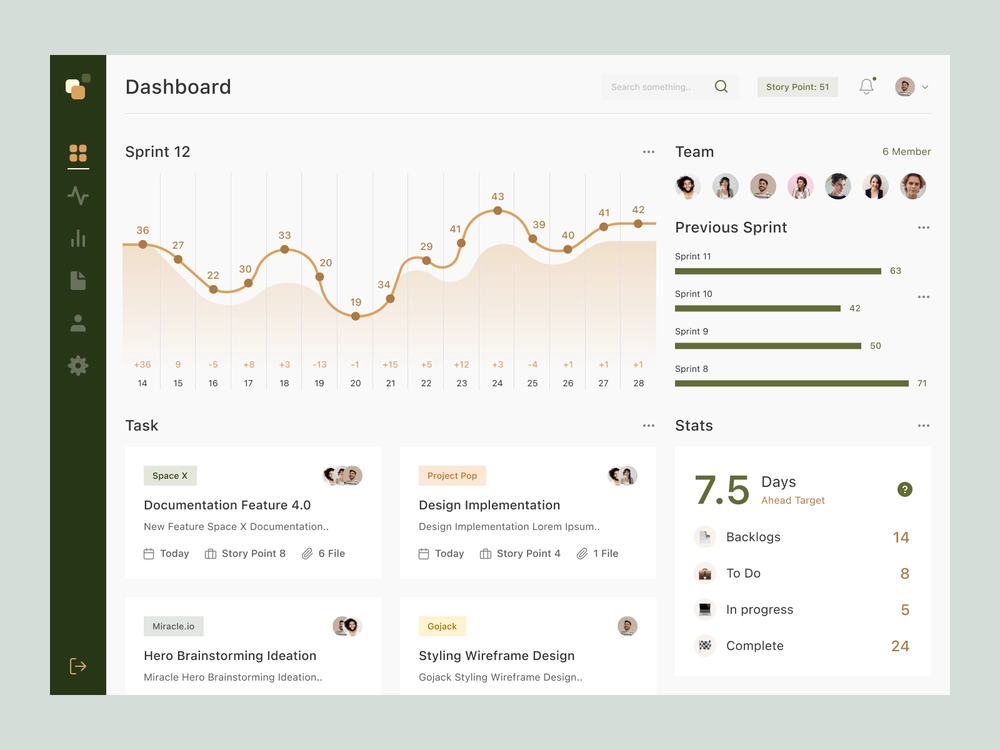 Dashboard
Search something..
Story Point: 51
Sprint 12
36 27 22 30 33 20 19 34 29 41 43 39 40 41 42
+36 9 -5 +8 +3 -13 -1 +15 +5 +12 +3 -4 +1 +1 +1
14 15 16 17 18 19 20 21 22 23 24 25 26 27 28
Team
6 Member
Previous Sprint
Sprint 11
63
Sprint 10
42
Sprint 9
50
Sprint 8
71
Task
Space X
Documentation Feature 4.0
New Feature Space X Documentation..
Today Story Point 8 6 File
Project Pop
Design Implementation
Design Implementation Lorem Ipsum..
Today Story Point 4 1 File
Miracle.io
Hero Brainstorming Ideation
Miracle Hero Brainstorming Ideation..
Gojack
Styling Wireframe Design
Gojack Styling Wireframe Design..
Stats
7.5 Days
Ahead Target
?
Backlogs 14
To Do 8
In progress 5
Complete 24